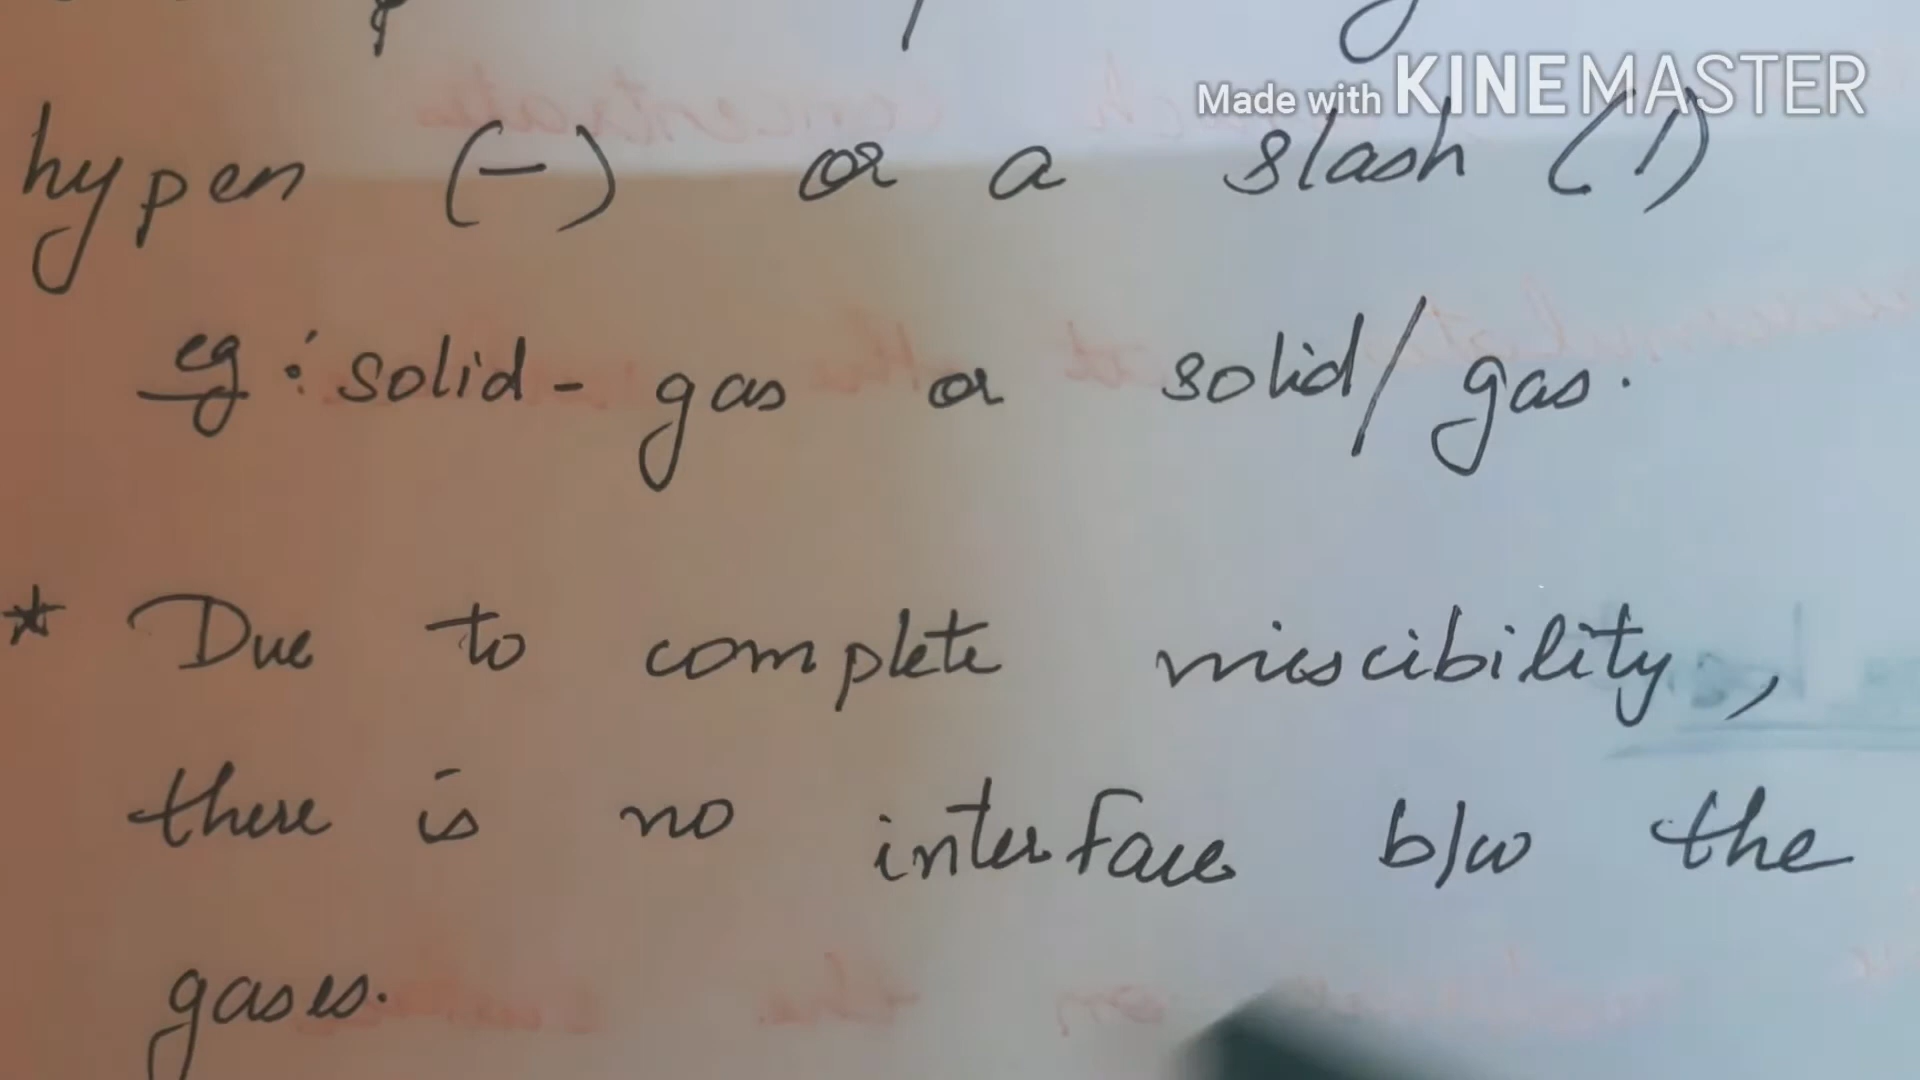 Made with KINEMASTER
hypen (-) or a slash (/)
eg: solid - gas or solid/gas.
* Due to complete miscibility,
there is no interface b/w the
gases.